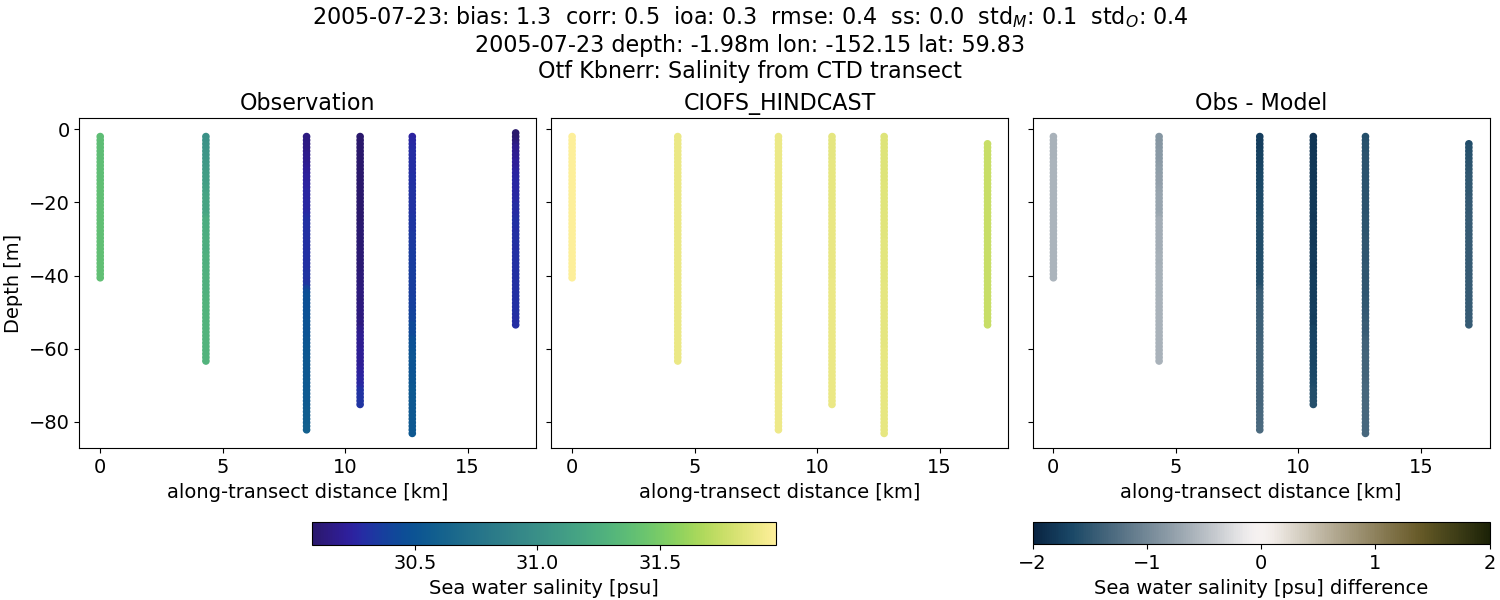 2005-07-23: bias: 1.3 corr: 0.5 ioa: 0.3 rmse: 0.4 ss: 0.0 std_M: 0.1 std_O: 0.4
2005-07-23 depth: -1.98m lon: -152.15 lat: 59.83
Otf Kbnerr: Salinity from CTD transect
Observation
CIOFS_HINDCAST
Obs - Model
Depth [m]
0
−20
−40
−60
−80
0 5 10 15
0 5 10 15
0 5 10 15
along-transect distance [km]
along-transect distance [km]
along-transect distance [km]
30.5 31.0 31.5
Sea water salinity [psu]
−2 −1 0 1 2
Sea water salinity [psu] difference